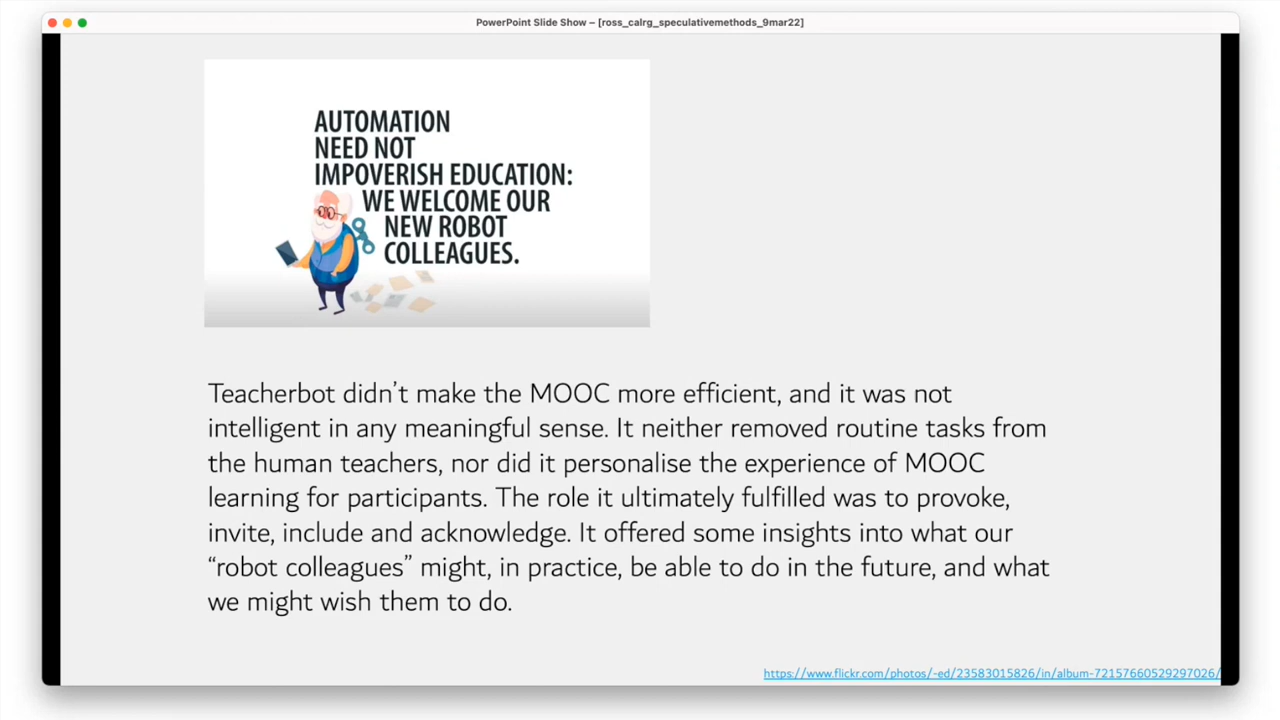 PowerPoint Slide Show – [ross_calrg_speculativemethods_9mar22]
AUTOMATION
NEED NOT
IMPOVERISH EDUCATION:
WE WELCOME OUR
NEW ROBOT
COLLEAGUES.
Teacherbot didn’t make the MOOC more efficient, and it was not
intelligent in any meaningful sense. It neither removed routine tasks from
the human teachers, nor did it personalise the experience of MOOC
learning for participants. The role it ultimately fulfilled was to provoke,
invite, include and acknowledge. It offered some insights into what our
“robot colleagues” might, in practice, be able to do in the future, and what
we might wish them to do.
https://www.flickr.com/photos/-ed/23583015826/in/album-72157660529297026/